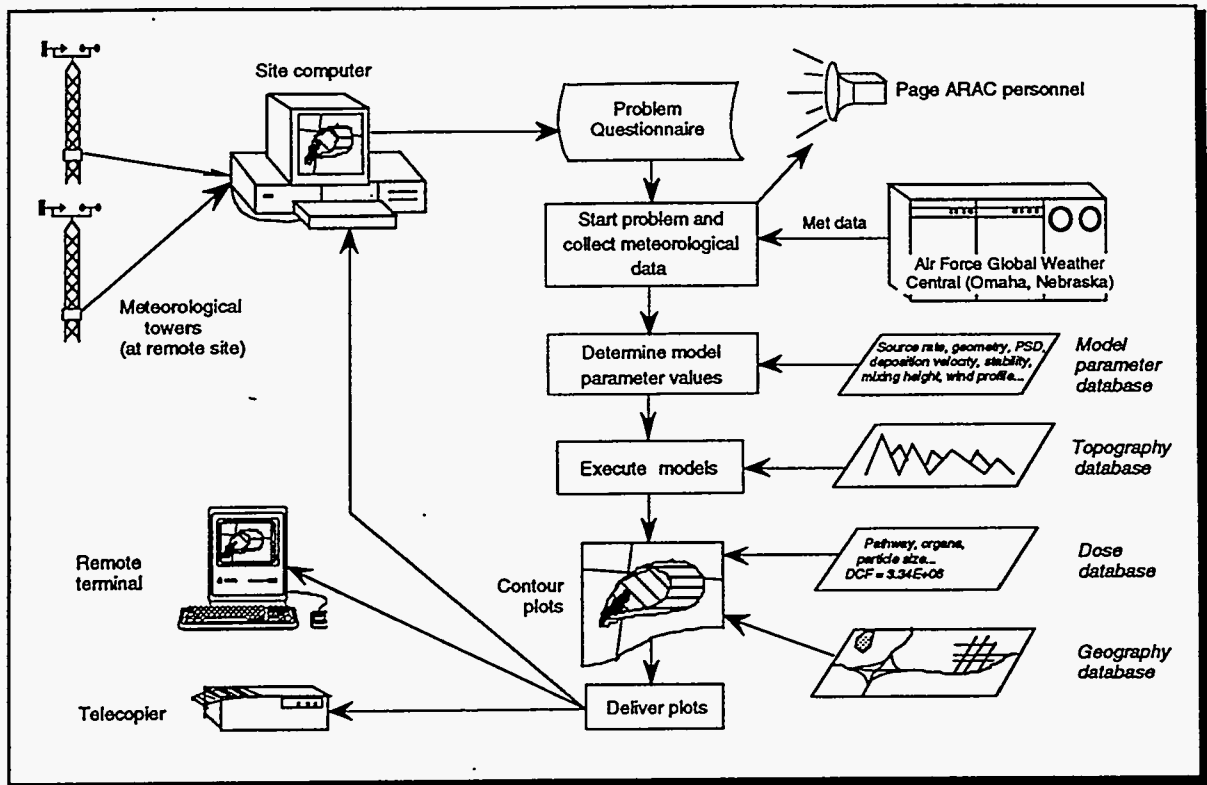 Site computer
Problem
Questionnaire
Page ARAC personnel
Start problem and
collect meteorological
data
Met data
Air Force Global Weather
Central (Omaha, Nebraska)
Meteorological
towers
(at remote site)
Determine model
parameter values
Source rate, geometry, PSD,
deposition velocity, stability,
mixing height, wind profile...
Model
parameter
database
Execute models
Topography
database
Remote
terminal
Contour
plots
Pathway, organs,
particle size...
DCF = 3.34E+06
Dose
database
Geography
database
Telecopier
Deliver plots